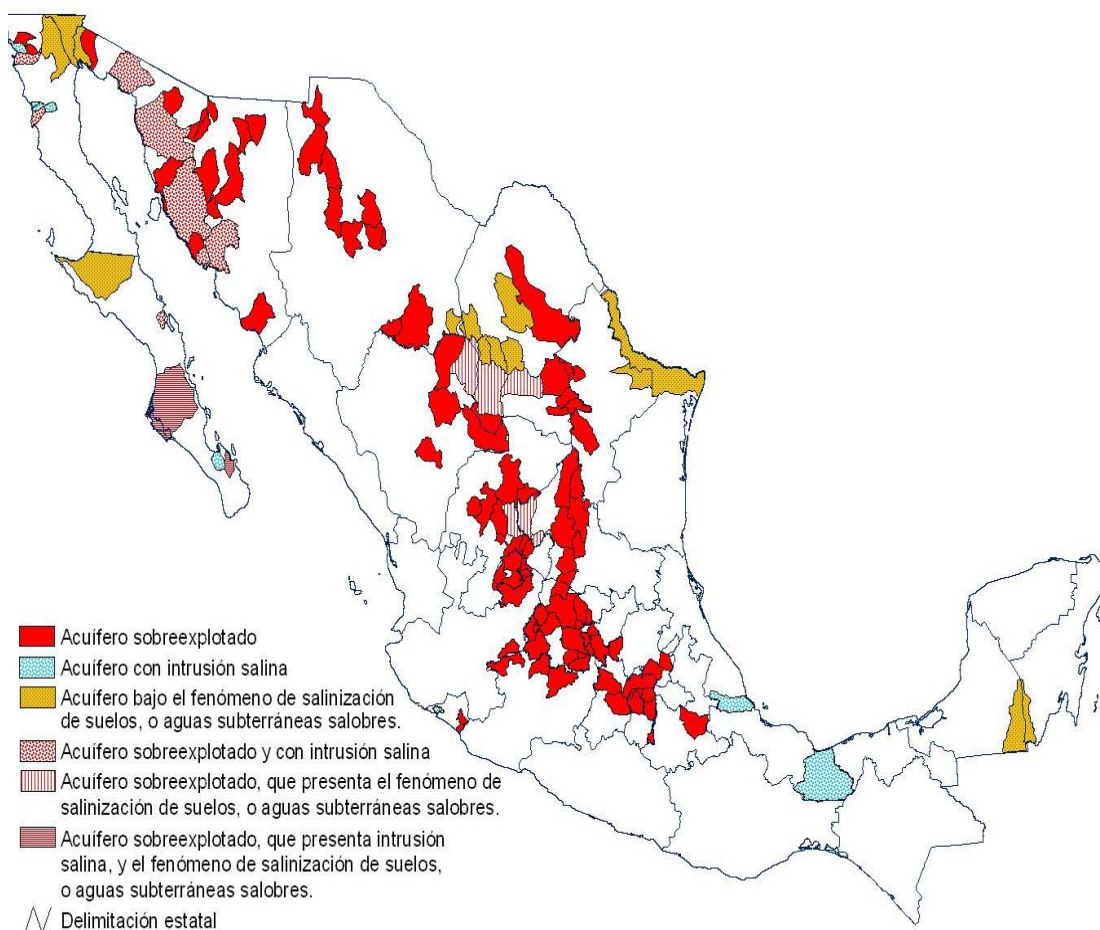 Acuífero sobreexplotado
Acuífero con intrusión salina
Acuífero bajo el fenómeno de salinización
de suelos, o aguas subterráneas salobres.
Acuífero sobreexplotado y con intrusión salina
Acuífero sobreexplotado, que presenta el fenómeno de
salinización de suelos, o aguas subterráneas salobres.
Acuífero sobreexplotado, que presenta intrusión
salina, y el fenómeno de salinización de suelos,
o aguas subterráneas salobres.
Delimitación estatal